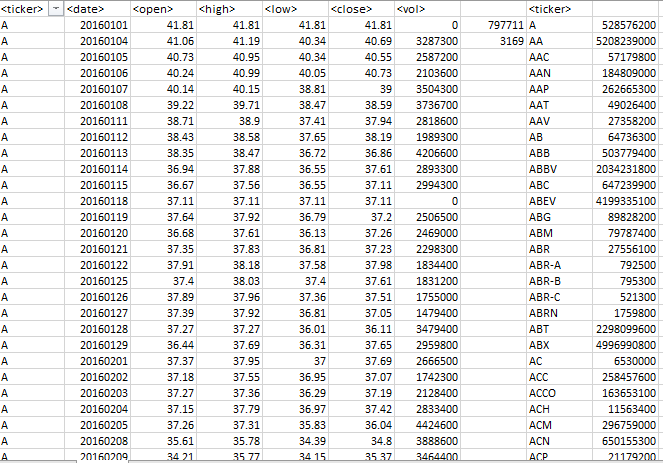 <ticker> <date> <open> <high> <low> <close> <vol> <ticker>
A 20160101 41.81 41.81 41.81 41.81 0 797711 A 528576200
A 20160104 41.06 41.19 40.34 40.69 3287300 3169 AA 5208239000
A 20160105 40.73 40.95 40.34 40.55 2587200 AAC 57179800
A 20160106 40.24 40.99 40.05 40.73 2103600 AAN 184809000
A 20160107 40.14 40.15 38.81 39 3504300 AAP 262665300
A 20160108 39.22 39.71 38.47 38.59 3736700 AAT 49026400
A 20160111 38.71 38.9 37.41 37.94 2818600 AAV 27358200
A 20160112 38.43 38.58 37.65 38.19 1989300 AB 64736300
A 20160113 38.35 38.47 36.72 36.86 4206600 ABB 503779400
A 20160114 36.94 37.88 36.55 37.61 2893300 ABBV 2034231800
A 20160115 36.67 37.56 36.55 37.11 2994300 ABC 647239900
A 20160118 37.11 37.11 37.11 37.11 0 ABEV 4199335100
A 20160119 37.64 37.92 36.79 37.2 2506500 ABG 89828200
A 20160120 36.68 37.61 36.13 37.26 2469000 ABM 79787400
A 20160121 37.35 37.83 36.81 37.23 2298300 ABR 27556100
A 20160122 37.91 38.18 37.58 37.98 1834400 ABR-A 792500
A 20160125 37.4 38.03 37.4 37.61 1831200 ABR-B 795300
A 20160126 37.89 37.96 37.36 37.51 1755000 ABR-C 521300
A 20160127 37.39 37.92 36.81 37.05 1479400 ABRN 1759800
A 20160128 37.27 37.27 36.01 36.11 3479400 ABT 2298099600
A 20160129 36.44 37.69 36.31 37.65 2959800 ABX 4996990800
A 20160201 37.37 37.95 37 37.69 2666500 AC 6530000
A 20160202 37.18 37.55 36.95 37.07 1742300 ACC 258457600
A 20160203 37.27 37.36 36.29 37.19 2128400 ACCO 163653100
A 20160204 37.15 37.79 36.97 37.42 2833400 ACH 11563400
A 20160205 37.26 37.31 35.83 36.04 4424600 ACM 296759000
A 20160208 35.61 35.78 34.39 34.8 3888600 ACN 650155300
A 20160209 34.21 35.77 34.15 35.37 3464400 ACP 21179200